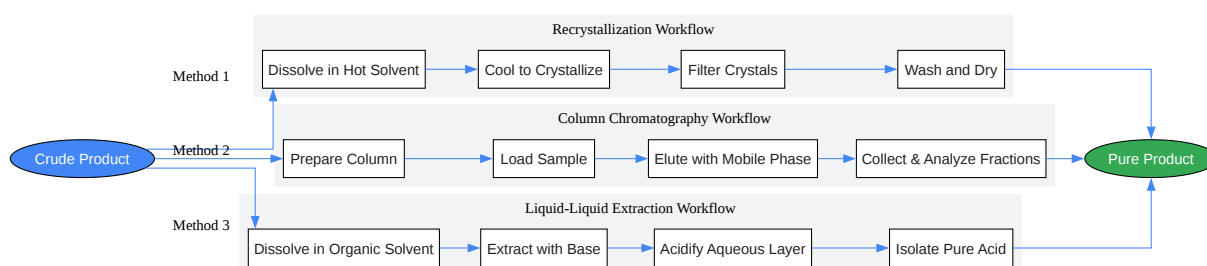 Recrystallization Workflow
Method 1
Dissolve in Hot Solvent
Cool to Crystallize
Filter Crystals
Wash and Dry
Column Chromatography Workflow
Crude Product
Method 2
Prepare Column
Load Sample
Elute with Mobile Phase
Collect & Analyze Fractions
Pure Product
Liquid-Liquid Extraction Workflow
Method 3
Dissolve in Organic Solvent
Extract with Base
Acidify Aqueous Layer
Isolate Pure Acid